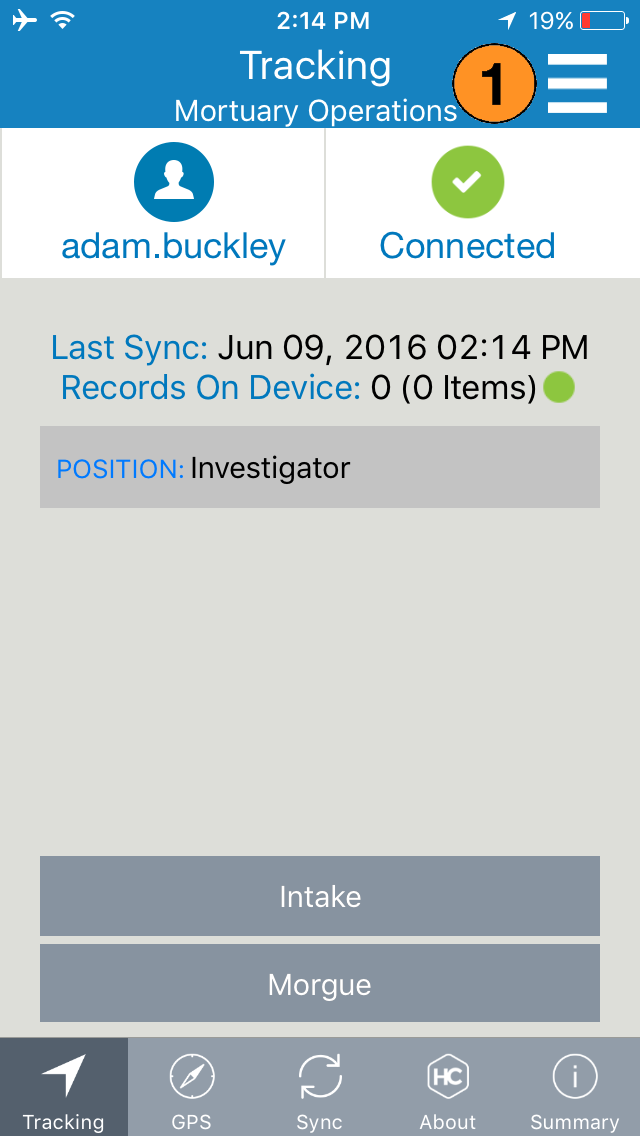 2:14 PM 19%
Tracking
Mortuary Operations
1
adam.buckley
Connected
Last Sync: Jun 09, 2016 02:14 PM
Records On Device: 0 (0 Items)
POSITION: Investigator
Intake
Morgue
HC
Tracking GPS Sync About Summary